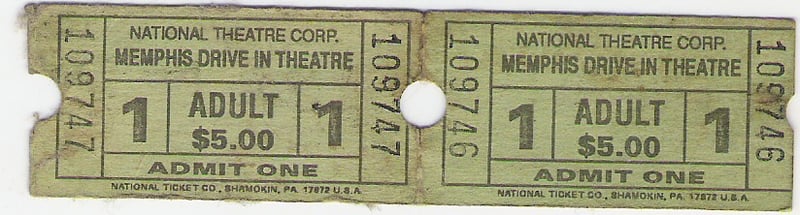 109747
NATIONAL THEATRE CORP.
MEMPHIS DRIVE IN THEATRE
1
ADULT
$5.00
1
ADMIT ONE
109747
NATIONAL TICKET CO., SHAMOKIN, PA. 17872 U.S.A.
109746
NATIONAL THEATRE CORP.
MEMPHIS DRIVE IN THEATRE
1
ADULT
$5.00
1
ADMIT ONE
109746
NATIONAL TICKET CO., SHAMOKIN, PA. 17872 U.S.A.